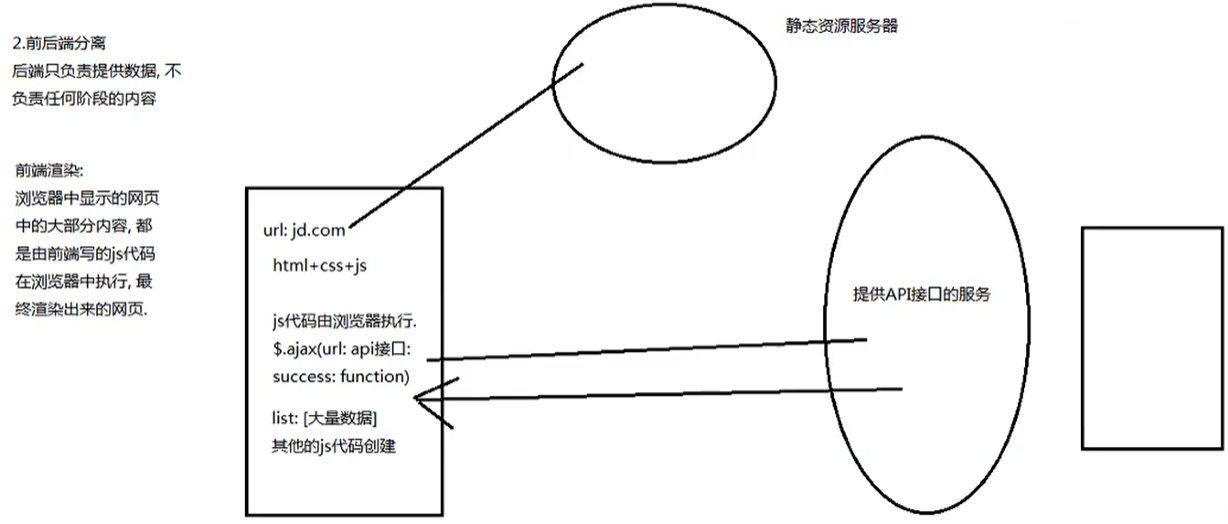 2.前后端分离
后端只负责提供数据, 不
负责任何阶段的内容
前端渲染:
浏览器中显示的网页
中的大部分内容, 都
是由前端写的js代码
在浏览器中执行, 最
终渲染出来的网页.
静态资源服务器
url: jd.com
html+css+js
js代码由浏览器执行.
$.ajax(url: api接口:
success: function)
list: [大量数据]
其他的js代码创建
提供API接口的服务